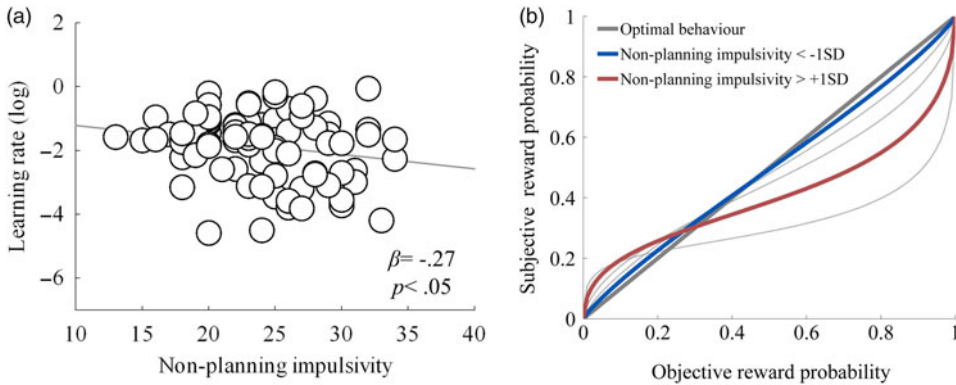 (a)
2
0
−2
−4
−6
Learning rate (log)
β= -.27
p< .05
10 15 20 25 30 35 40
Non-planning impulsivity
(b)
1
0.8
0.6
0.4
0.2
0
Subjective reward probability
Optimal behaviour
Non-planning impulsivity < -1SD
Non-planning impulsivity > +1SD
0 0.2 0.4 0.6 0.8 1
Objective reward probability